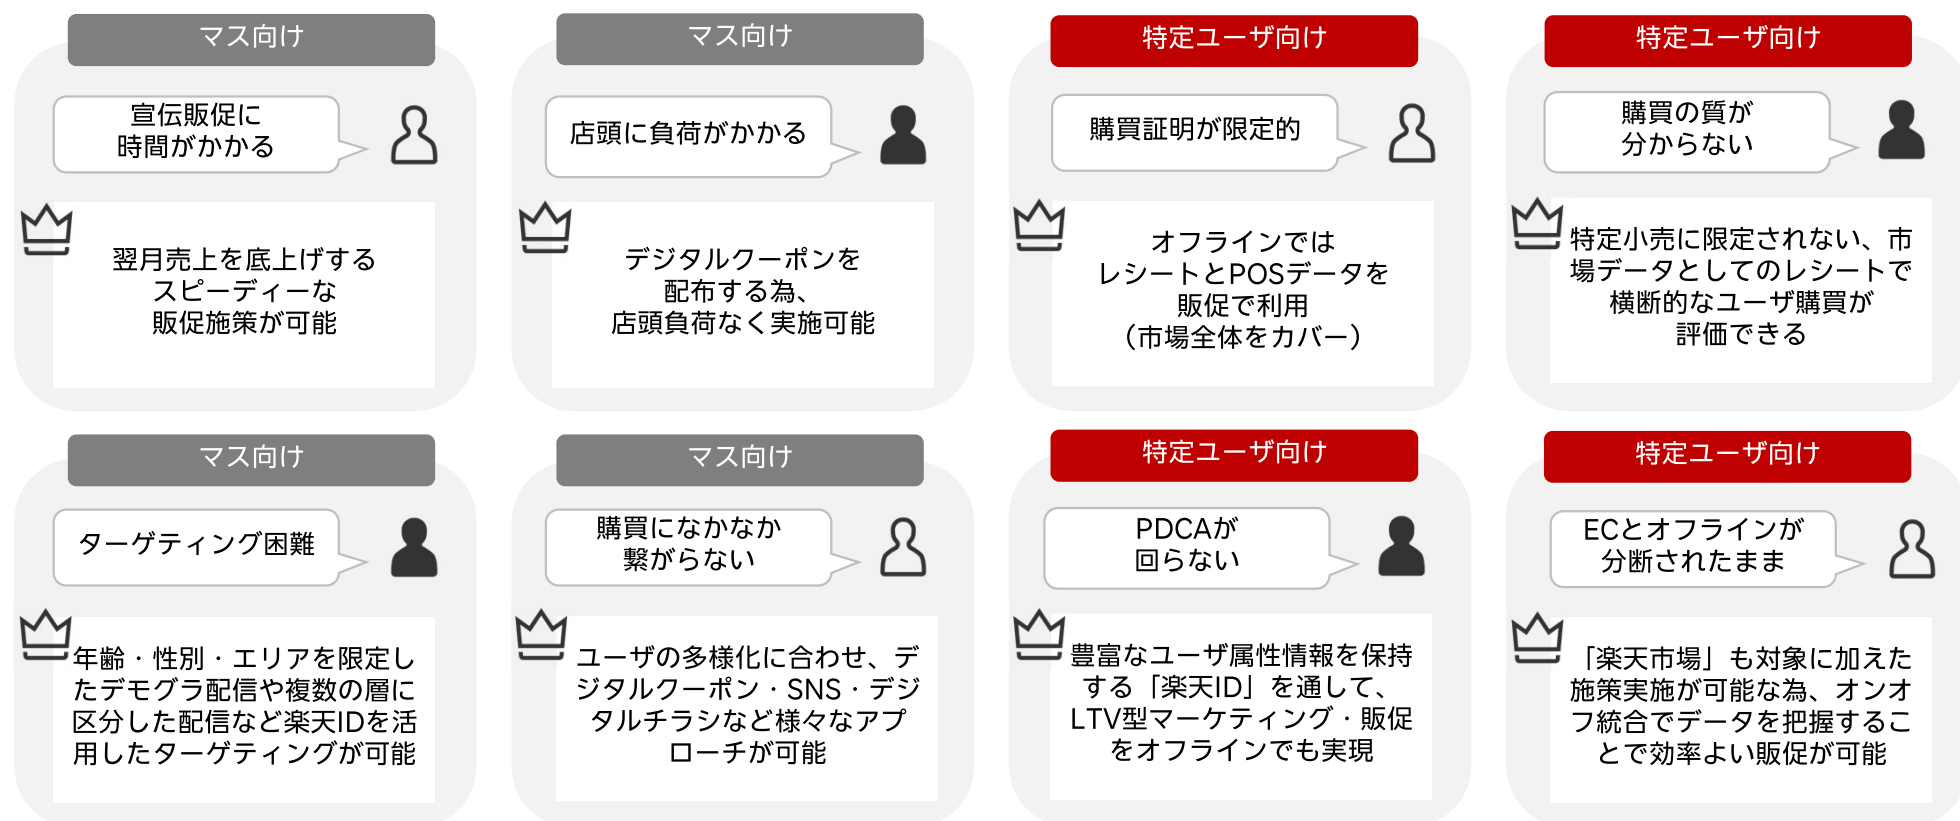 マス向け
宣伝販促に
時間がかかる
翌月売上を底上げする
スピーディーな
販促施策が可能
マス向け
店頭に負荷がかかる
デジタルクーポンを
配布する為、
店頭負荷なく実施可能
特定ユーザ向け
購買証明が限定的
オフラインでは
レシートとPOSデータを
販促で利用
（市場全体をカバー）
特定ユーザ向け
購買の質が
分からない
特定小売に限定されない、市
場データとしてのレシートで
横断的なユーザ購買が
評価できる
マス向け
ターゲティング困難
年齢・性別・エリアを限定し
たデモグラ配信や複数の層に
区分した配信など楽天IDを活
用したターゲティングが可能
マス向け
購買になかなか
繋がらない
ユーザの多様化に合わせ、デ
ジタルクーポン・SNS・デジ
タルチラシなど様々なアプ
ローチが可能
特定ユーザ向け
PDCAが
回らない
豊富なユーザ属性情報を保持
する「楽天ID」を通して、
LTV型マーケティング・販促
をオフラインでも実現
特定ユーザ向け
ECとオフラインが
分断されたまま
「楽天市場」も対象に加えた
施策実施が可能な為、オンオ
フ統合でデータを把握するこ
とで効率よい販促が可能